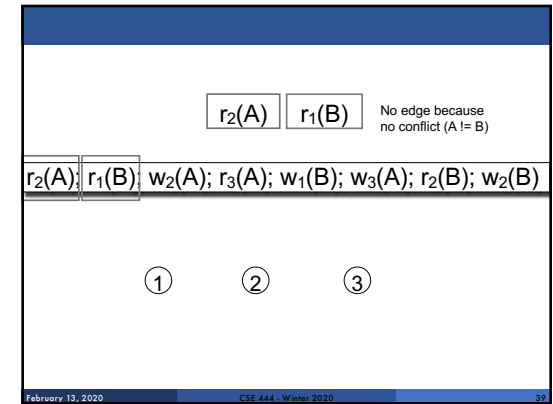 r₂(A) r₁(B) No edge because
no conflict (A != B)
r₂(A); r₁(B); w₂(A); r₃(A); w₁(B); w₃(A); r₂(B); w₂(B)
1 2 3
February 13, 2020 CSE 444 - Winter 2020 39